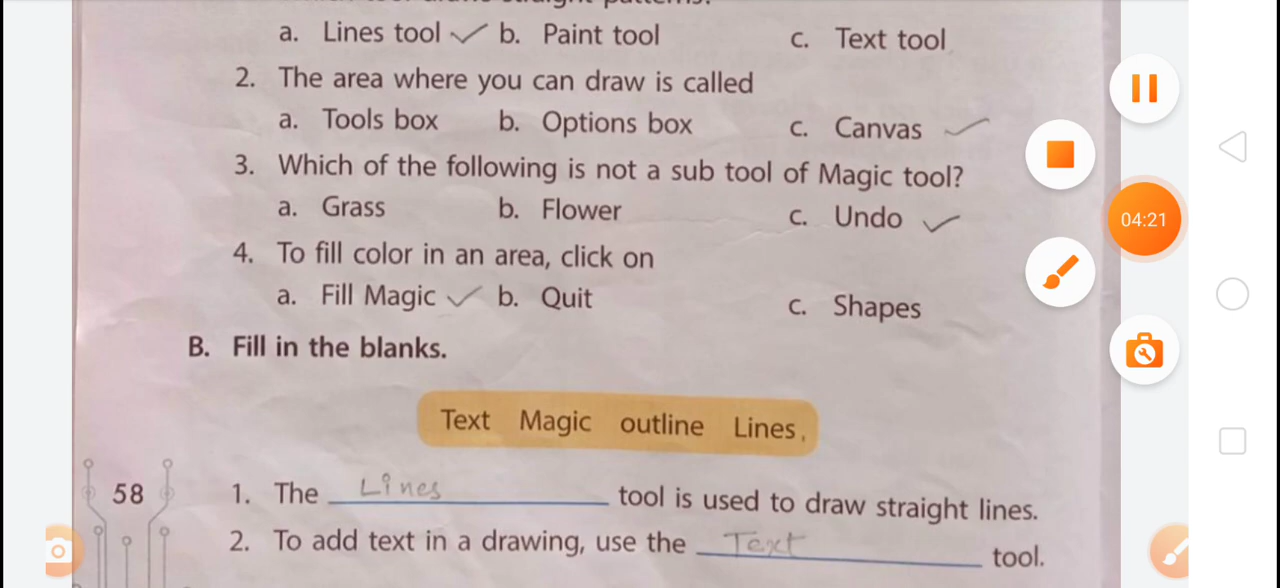 a. Lines tool ✓ b. Paint tool c. Text tool
2. The area where you can draw is called
a. Tools box b. Options box c. Canvas ✓
3. Which of the following is not a sub tool of Magic tool?
a. Grass b. Flower c. Undo ✓
4. To fill color in an area, click on
a. Fill Magic ✓ b. Quit c. Shapes
B. Fill in the blanks.
Text Magic outline Lines,
58
1. The Lines tool is used to draw straight lines.
2. To add text in a drawing, use the Text tool.
04:21